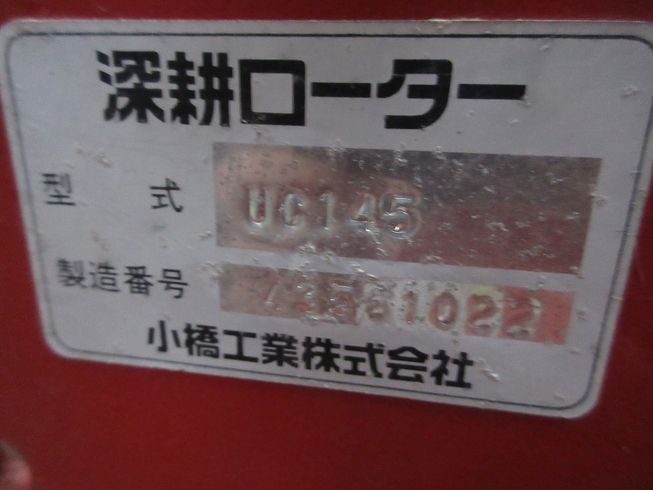 深耕ローター
型式 UC145
製造番号
小橋工業株式会社